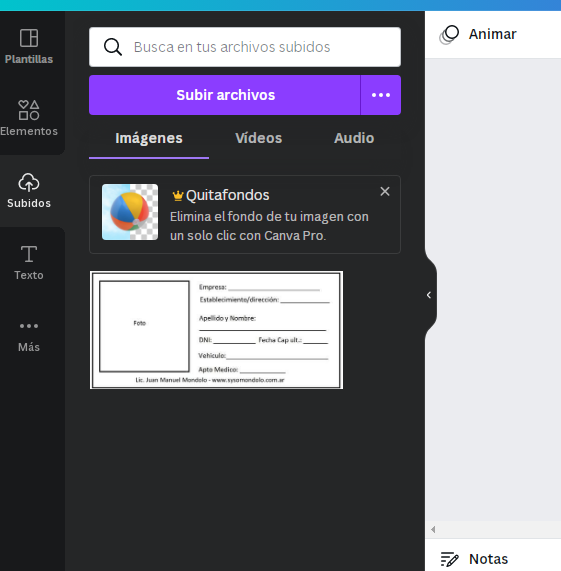 Plantillas
Elementos
Subidos
Texto
Más
Busca en tus archivos subidos
Subir archivos
Imágenes Vídeos Audio
Quitafondos
Elimina el fondo de tu imagen con
un solo clic con Canva Pro.
Foto
Empresa:
Establecimiento/dirección:
Apellido y Nombre:
DNI: Fecha Cap ult.:
Vehiculo:
Apto Medico:
Lic. Juan Manuel Mondolo - www.sysomondolo.com.ar
Animar
Notas